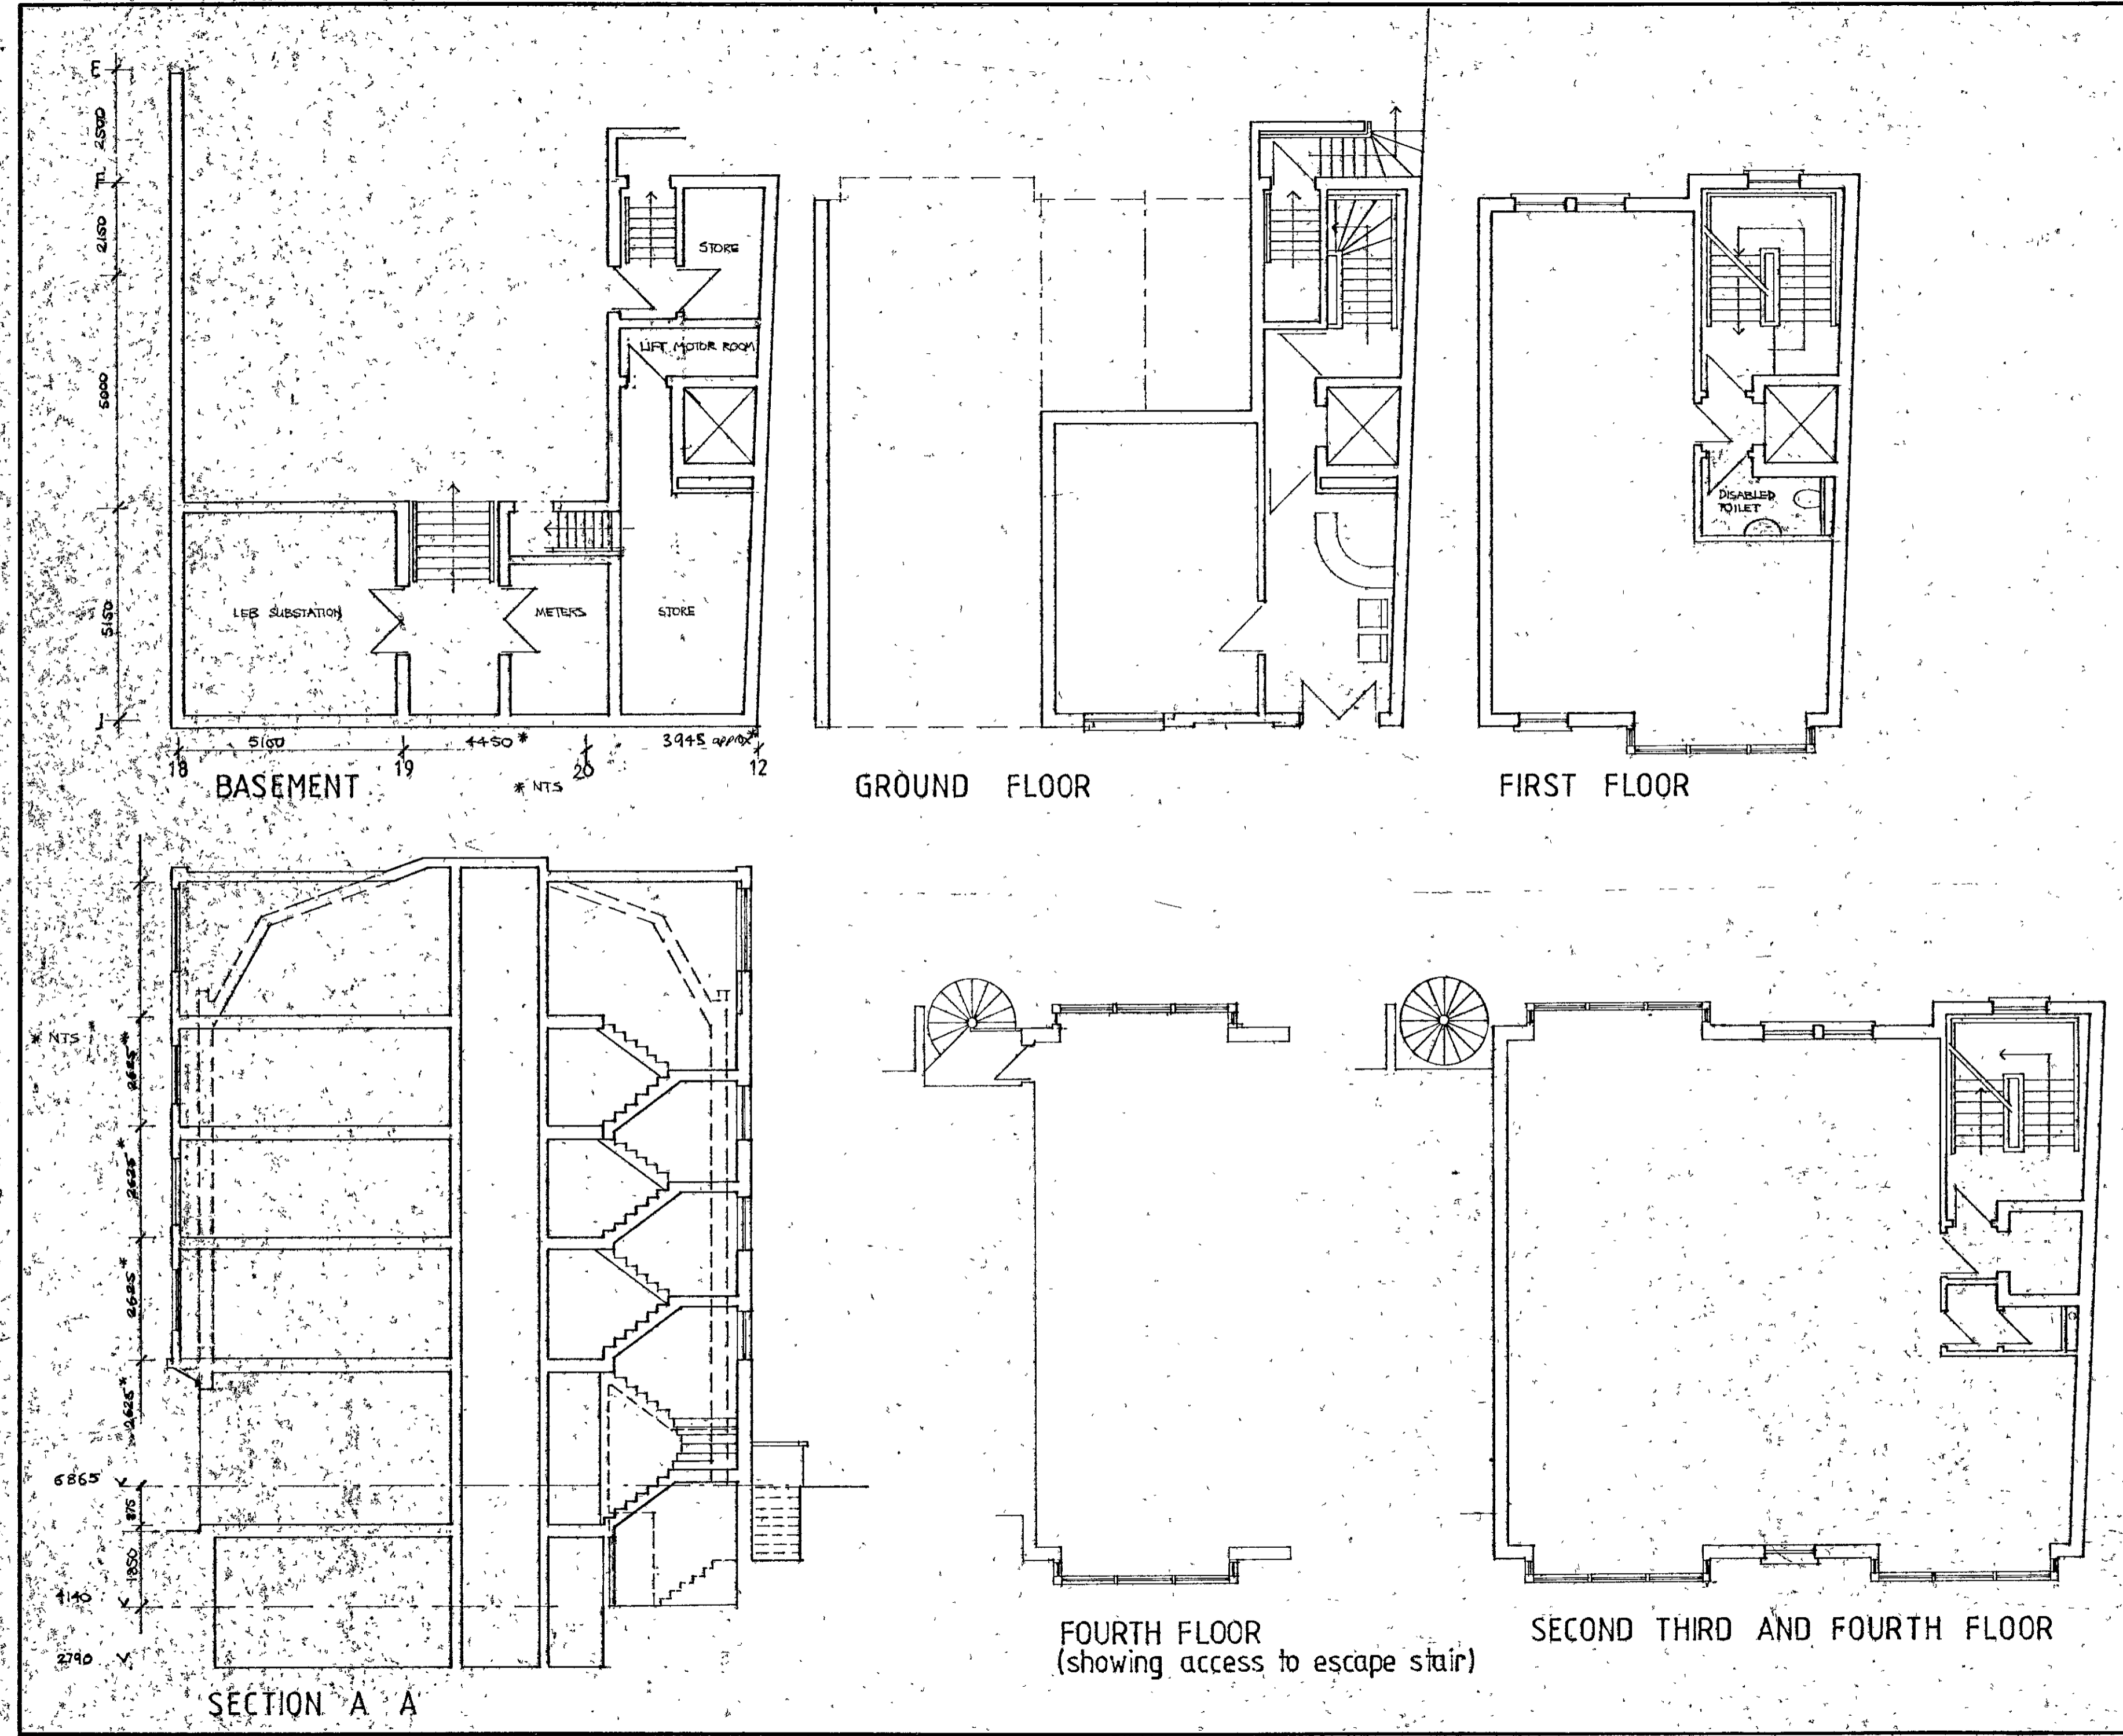 E
2500
2150
5000
5150
STORE
LIFT MOTOR ROOM
LEB SUBSTATION
METERS
STORE
5100
4450*
3945 approx*
18
19
20
12
BASEMENT
* NTS
GROUND FLOOR
DISABLED
TOILET
FIRST FLOOR
* NTS
2625*
2625*
2625*
2625*
6865
875
1850
4140
2790
SECTION A A
FOURTH FLOOR
(showing access to escape stair)
SECOND THIRD AND FOURTH FLOOR